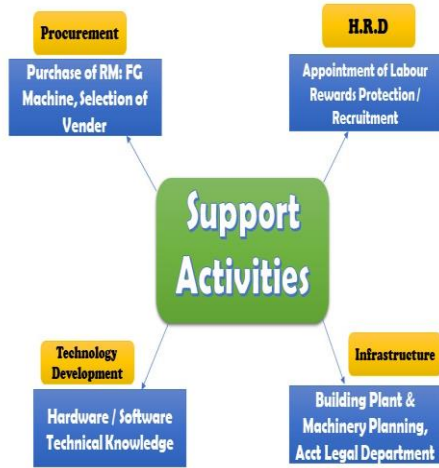 Procurement
Purchase of RM: FG
Machine, Selection of
Vender
H.R.D
Appointment of Labour
Rewards Protection /
Recruitment
Support
Activities
Technology
Development
Hardware / Software
Technical Knowledge
Infrastructure
Building Plant &
Machinery Planning,
Acct Legal Department